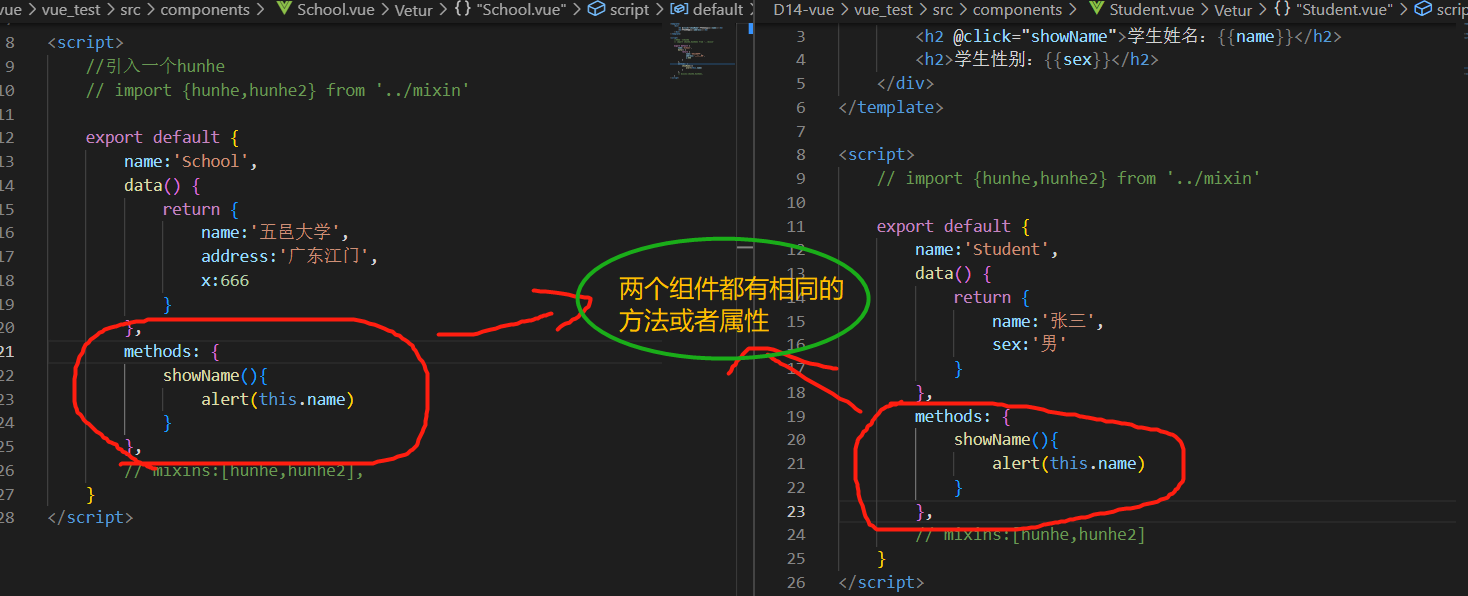 vue > vue_test > src > components > School.vue > Vetur > {} "School.vue" > script > default
8 <script>
9 //引入一个hunhe
10 // import {hunhe,hunhe2} from '../mixin'
11
12 export default {
13 name:'School',
14 data() {
15 return {
16 name:'五邑大学',
17 address:'广东江门',
18 x:666
19 }
20 },
21 methods: {
22 showName(){
23 alert(this.name)
24 }
25 },
26 // mixins:[hunhe,hunhe2],
27 }
28 </script>
两个组件都有相同的
方法或者属性
D14-vue > vue_test > src > components > Student.vue > Vetur > {} "Student.vue" > scrip
3 <h2 @click="showName">学生姓名：{{name}}</h2>
4 <h2>学生性别：{{sex}}</h2>
5 </div>
6 </template>
7
8 <script>
9 // import {hunhe,hunhe2} from '../mixin'
10
11 export default {
12 name:'Student',
13 data() {
14 return {
15 name:'张三',
16 sex:'男'
17 }
18 },
19 methods: {
20 showName(){
21 alert(this.name)
22 }
23 },
24 // mixins:[hunhe,hunhe2]
25 }
26 </script>